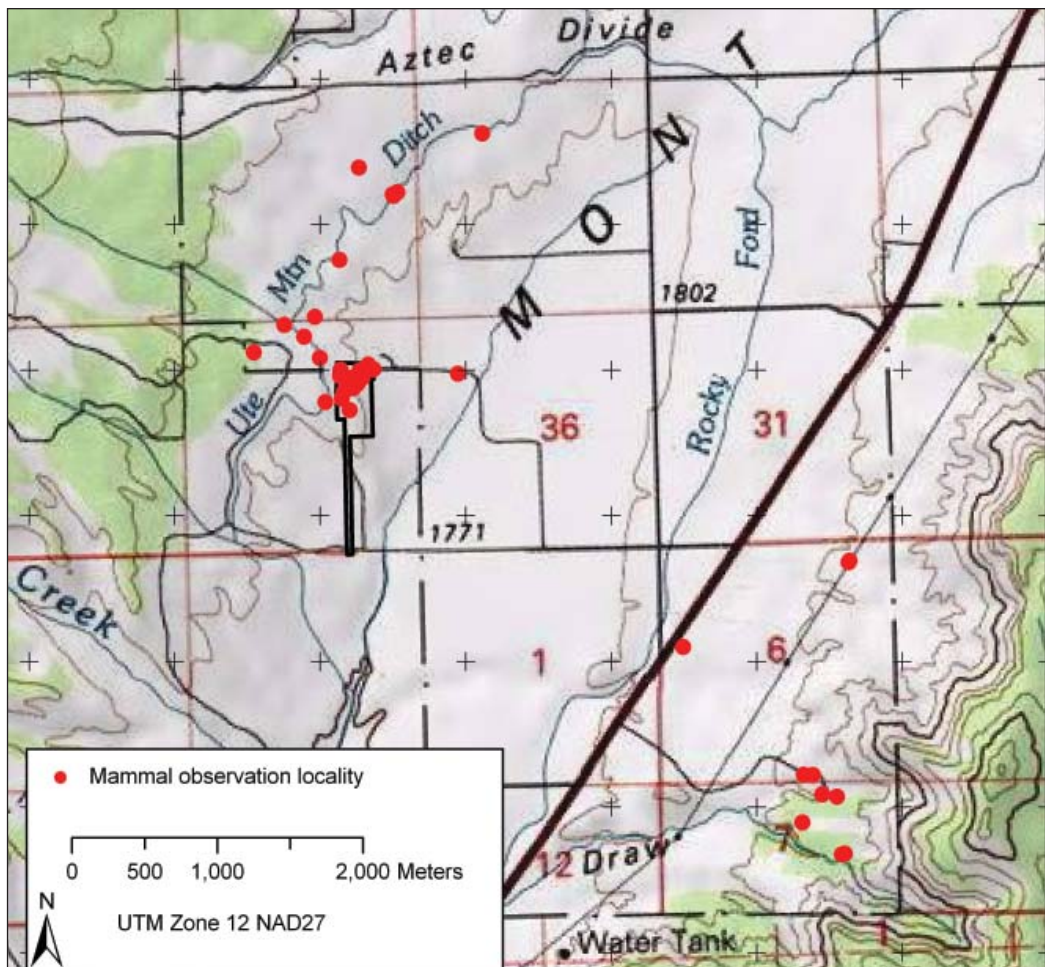 Aztec Divide
Ditch
Mtn
Ute
M O N T
Ford
Rocky
1802
36
31
1771
Creek
1
6
7
12
Draw
Water Tank
Mammal observation locality
0 500 1,000 2,000 Meters
N
UTM Zone 12 NAD27